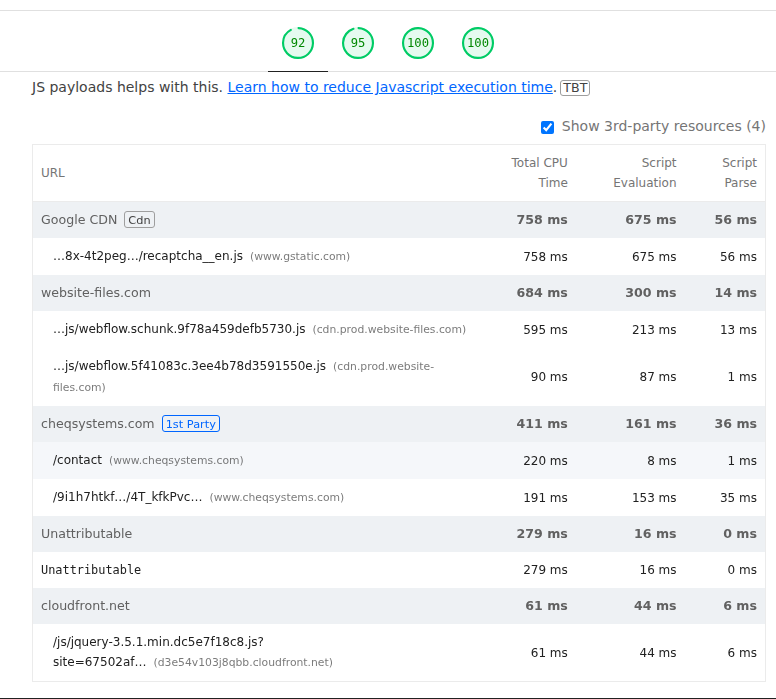 92 95 100 100
JS payloads helps with this. Learn how to reduce Javascript execution time. TBT
Show 3rd-party resources (4)
URL Total CPU Time Script Evaluation Script Parse
Google CDN Cdn 758 ms 675 ms 56 ms
…8x-4t2peg…/recaptcha__en.js (www.gstatic.com) 758 ms 675 ms 56 ms
website-files.com 684 ms 300 ms 14 ms
…js/webflow.schunk.9f78a459defb5730.js (cdn.prod.website-files.com) 595 ms 213 ms 13 ms
…js/webflow.5f41083c.3ee4b78d3591550e.js (cdn.prod.website-
files.com) 90 ms 87 ms 1 ms
cheqsystems.com 1st Party 411 ms 161 ms 36 ms
/contact (www.cheqsystems.com) 220 ms 8 ms 1 ms
/9i1h7htkf…/4T_kfkPvc… (www.cheqsystems.com) 191 ms 153 ms 35 ms
Unattributable 279 ms 16 ms 0 ms
Unattributable 279 ms 16 ms 0 ms
cloudfront.net 61 ms 44 ms 6 ms
/js/jquery-3.5.1.min.dc5e7f18c8.js?
site=67502af… (d3e54v103j8qbb.cloudfront.net) 61 ms 44 ms 6 ms